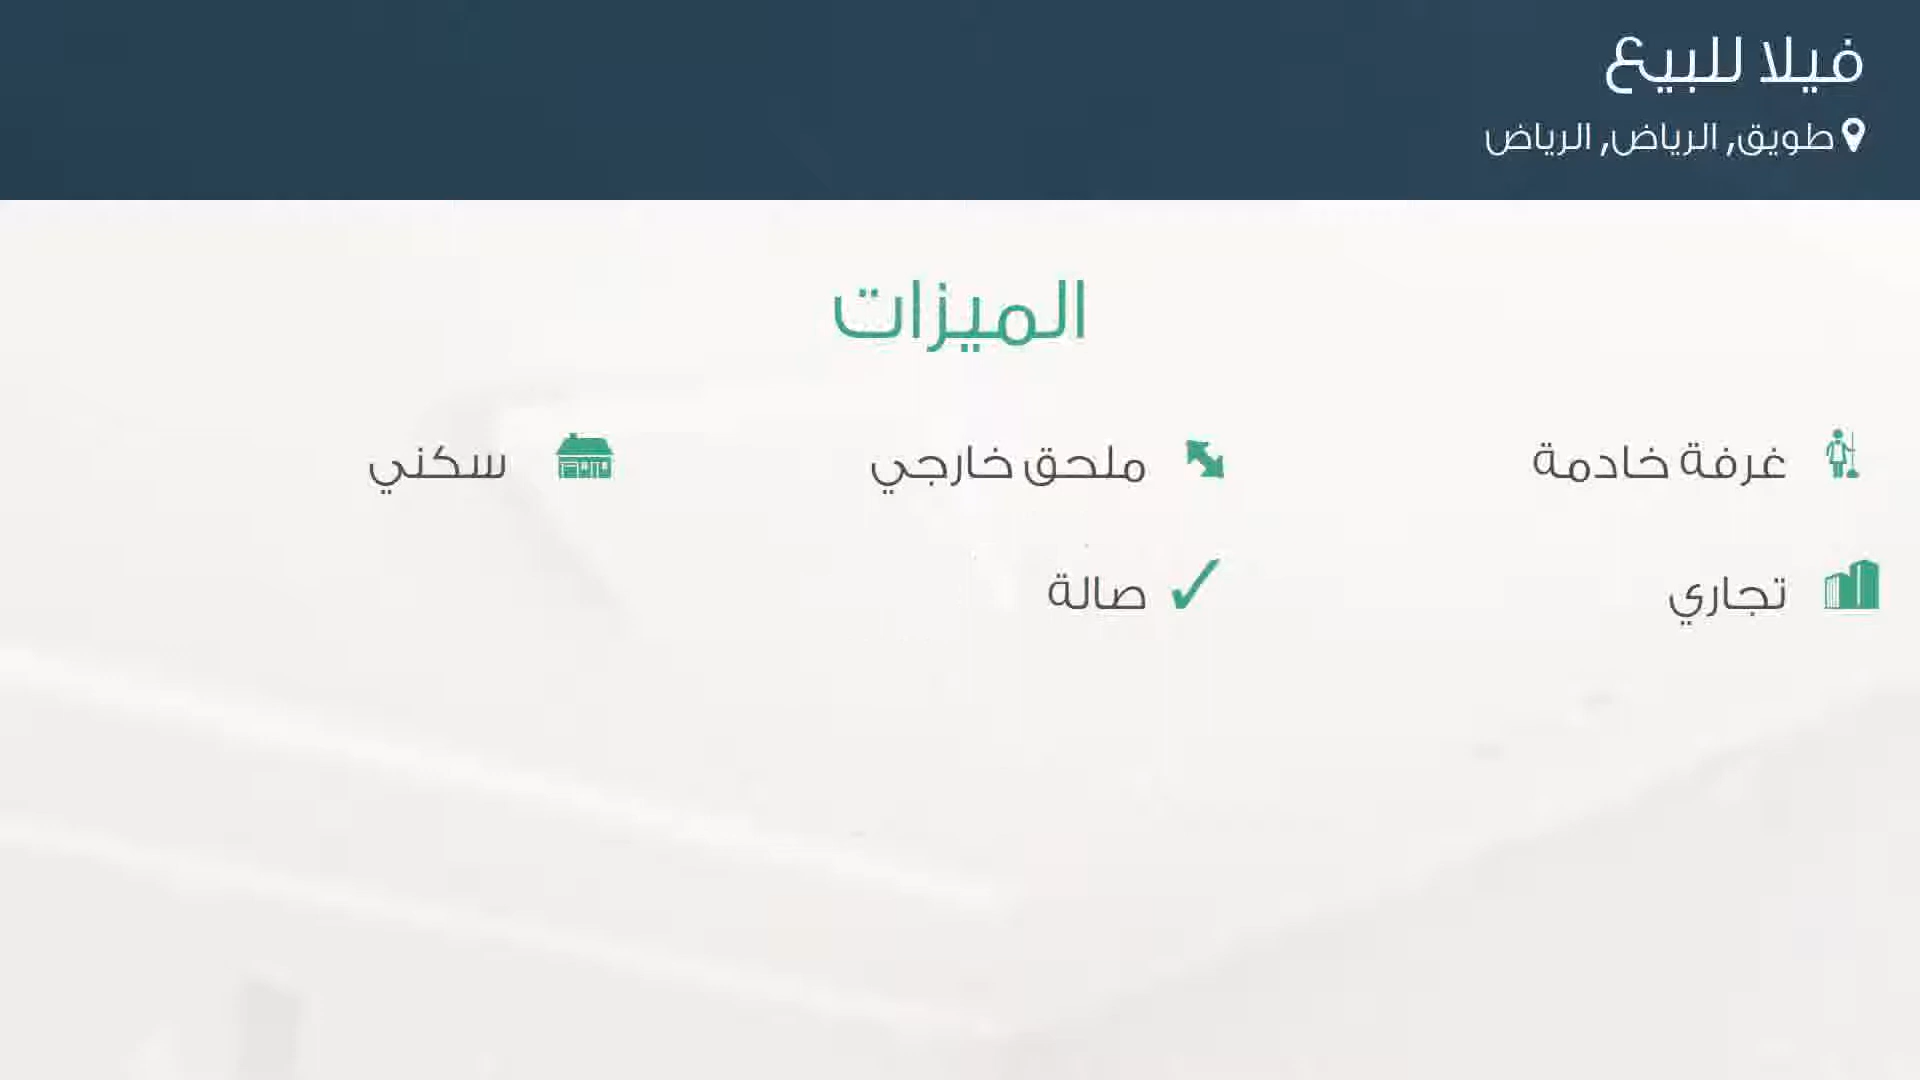 فيلا للبيع
طويق, الرياض, الرياض
الميزات
غرفة خادمة
ملحق خارجي
سكني
تجاري
صالة